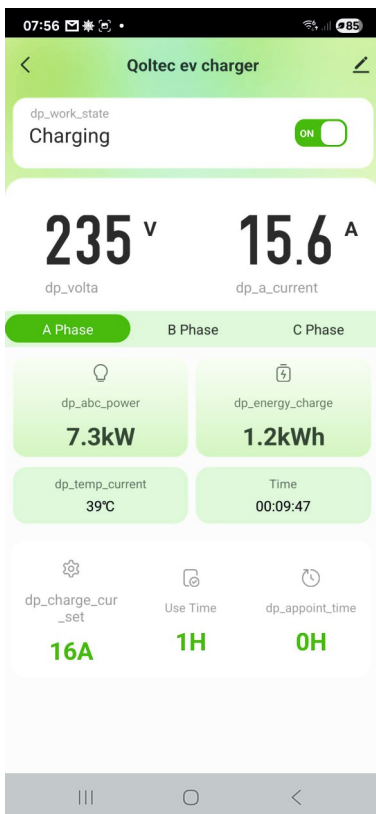 07:56
85
Qoltec ev charger
dp_work_state
Charging
ON
235 V
15.6 A
dp_volta
dp_a_current
A Phase
B Phase
C Phase
dp_abc_power
7.3kW
dp_energy_charge
1.2kWh
dp_temp_current
39℃
Time
00:09:47
dp_charge_cur
_set
16A
Use Time
1H
dp_appoint_time
0H